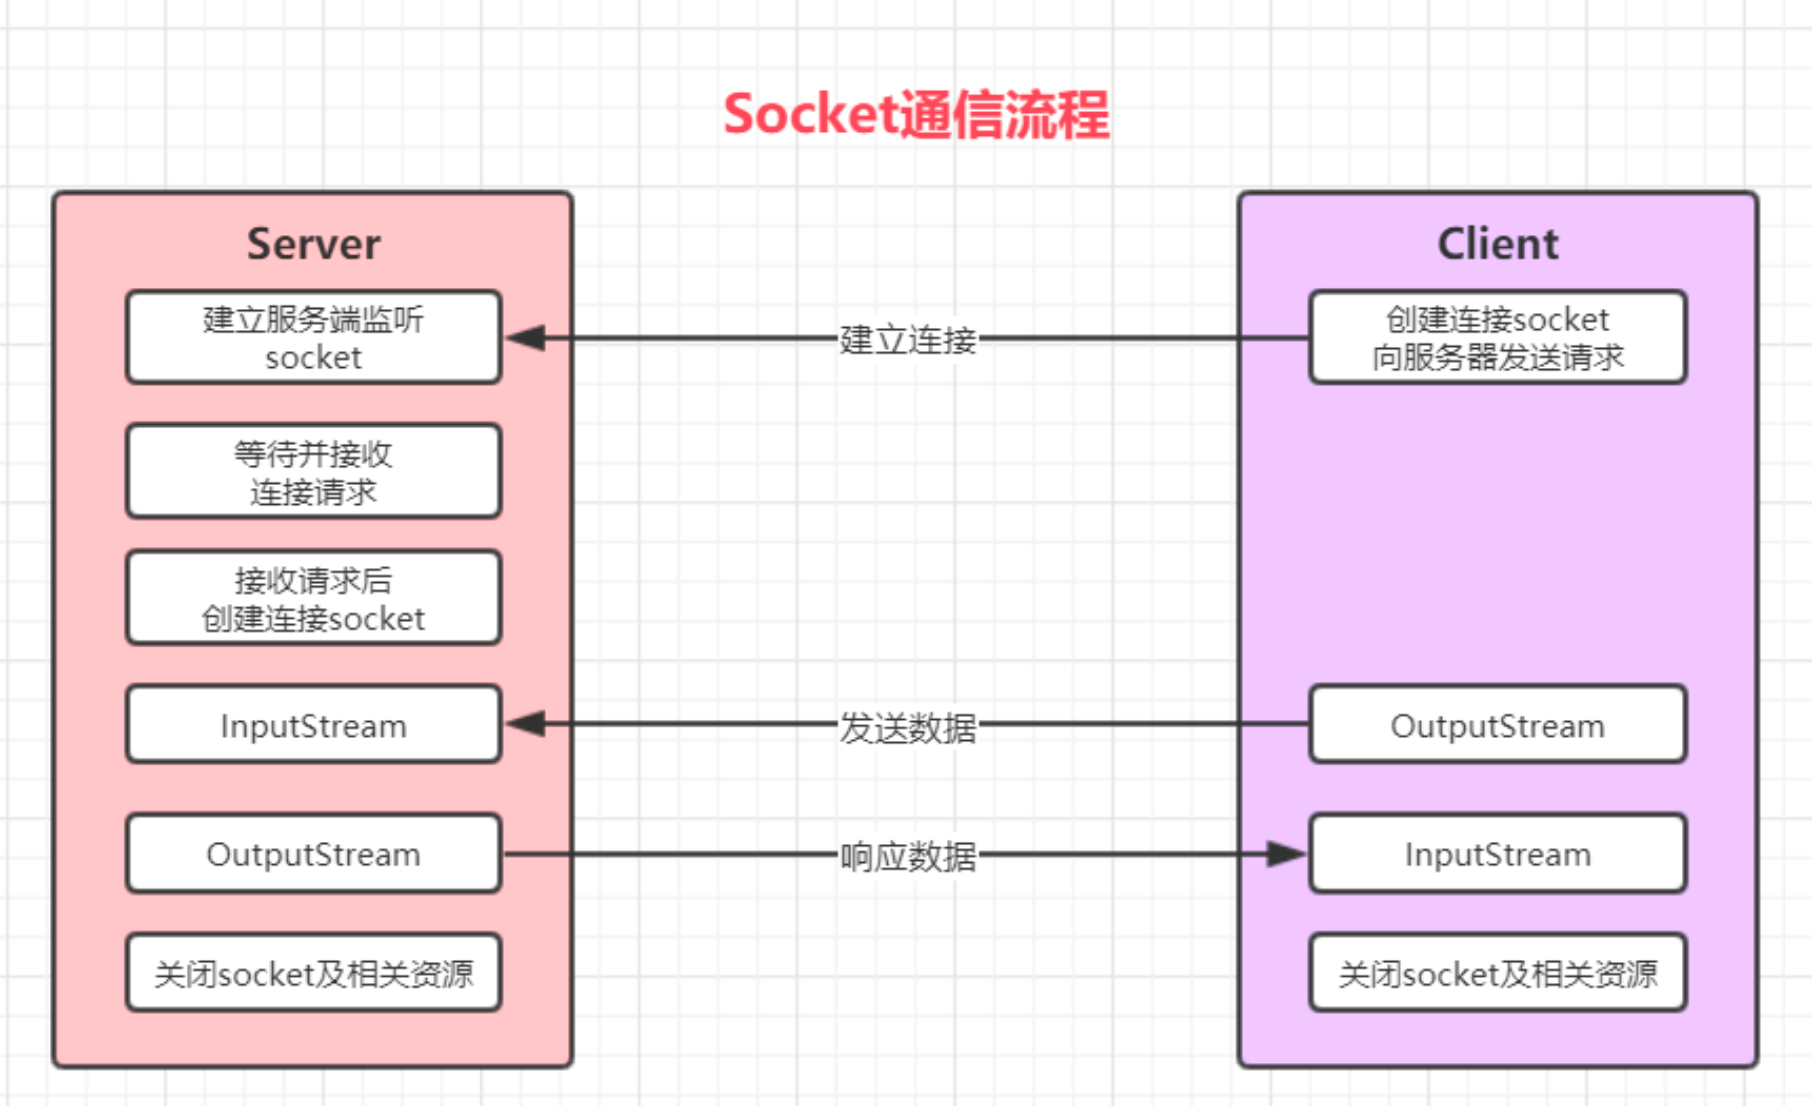 Socket通信流程
Server
建立服务端监听
socket
等待并接收
连接请求
接收请求后
创建连接socket
InputStream
OutputStream
关闭socket及相关资源
建立连接
发送数据
响应数据
Client
创建连接socket
向服务器发送请求
OutputStream
InputStream
关闭socket及相关资源